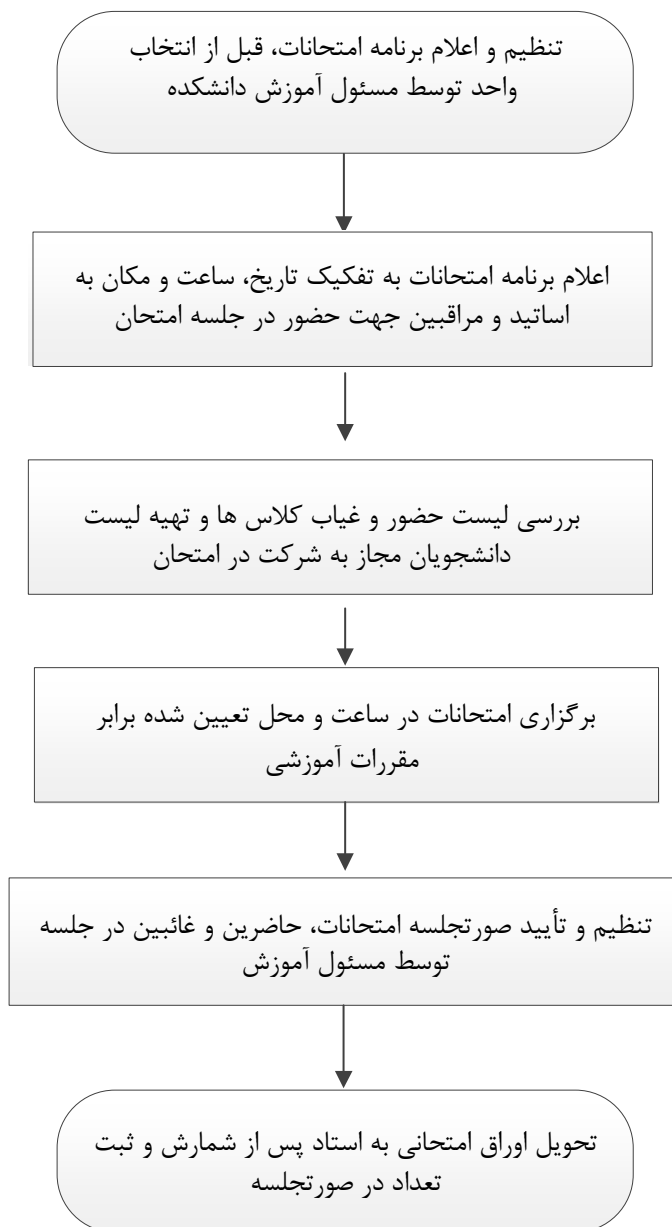 تنظیم و اعلام برنامه امتحانات، قبل از انتخاب
واحد توسط مسئول آموزش دانشکده
اعلام برنامه امتحانات به تفکیک تاریخ، ساعت و مکان به
اساتید و مراقبین جهت حضور در جلسه امتحان
بررسی لیست حضور و غیاب کلاس ها و تهیه لیست
دانشجویان مجاز به شرکت در امتحان
برگزاری امتحانات در ساعت و محل تعیین شده برابر
مقررات آموزشی
تنظیم و تأیید صورتجلسه امتحانات، حاضرین و غائبین در جلسه
توسط مسئول آموزش
تحویل اوراق امتحانی به استاد پس از شمارش و ثبت
تعداد در صورتجلسه